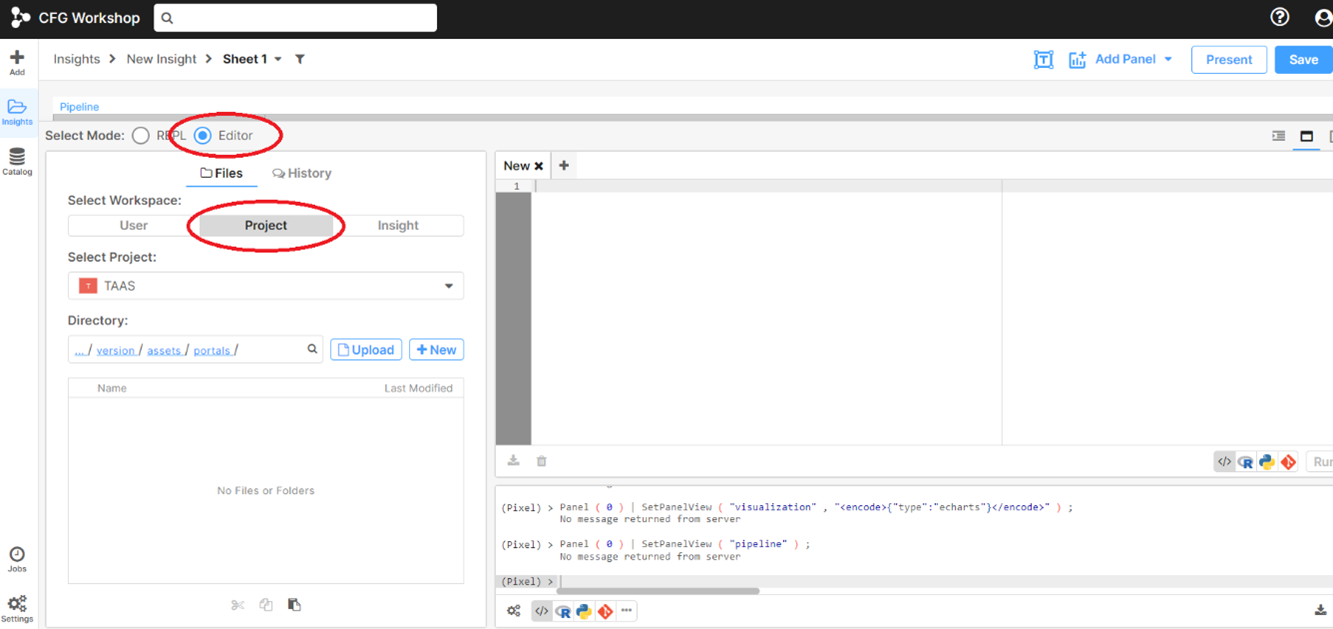 CFG Workshop
Add
Insights
Catalog
Jobs
Settings
Insights > New Insight > Sheet 1
Add Panel
Present
Save
Pipeline
Select Mode: REPL Editor
Files History
Select Workspace:
User Project Insight
Select Project:
T TAAS
Directory:
... / version / assets / portals /
Upload
+ New
Name Last Modified
No Files or Folders
New × +
1
</> R
(Pixel) > Panel ( 0 ) | SetPanelView ( "visualization" , "<encode>{"type":"echarts"}</encode>" ) ;
No message returned from server
(Pixel) > Panel ( 0 ) | SetPanelView ( "pipeline" ) ;
No message returned from server
(Pixel) >
</> R ...